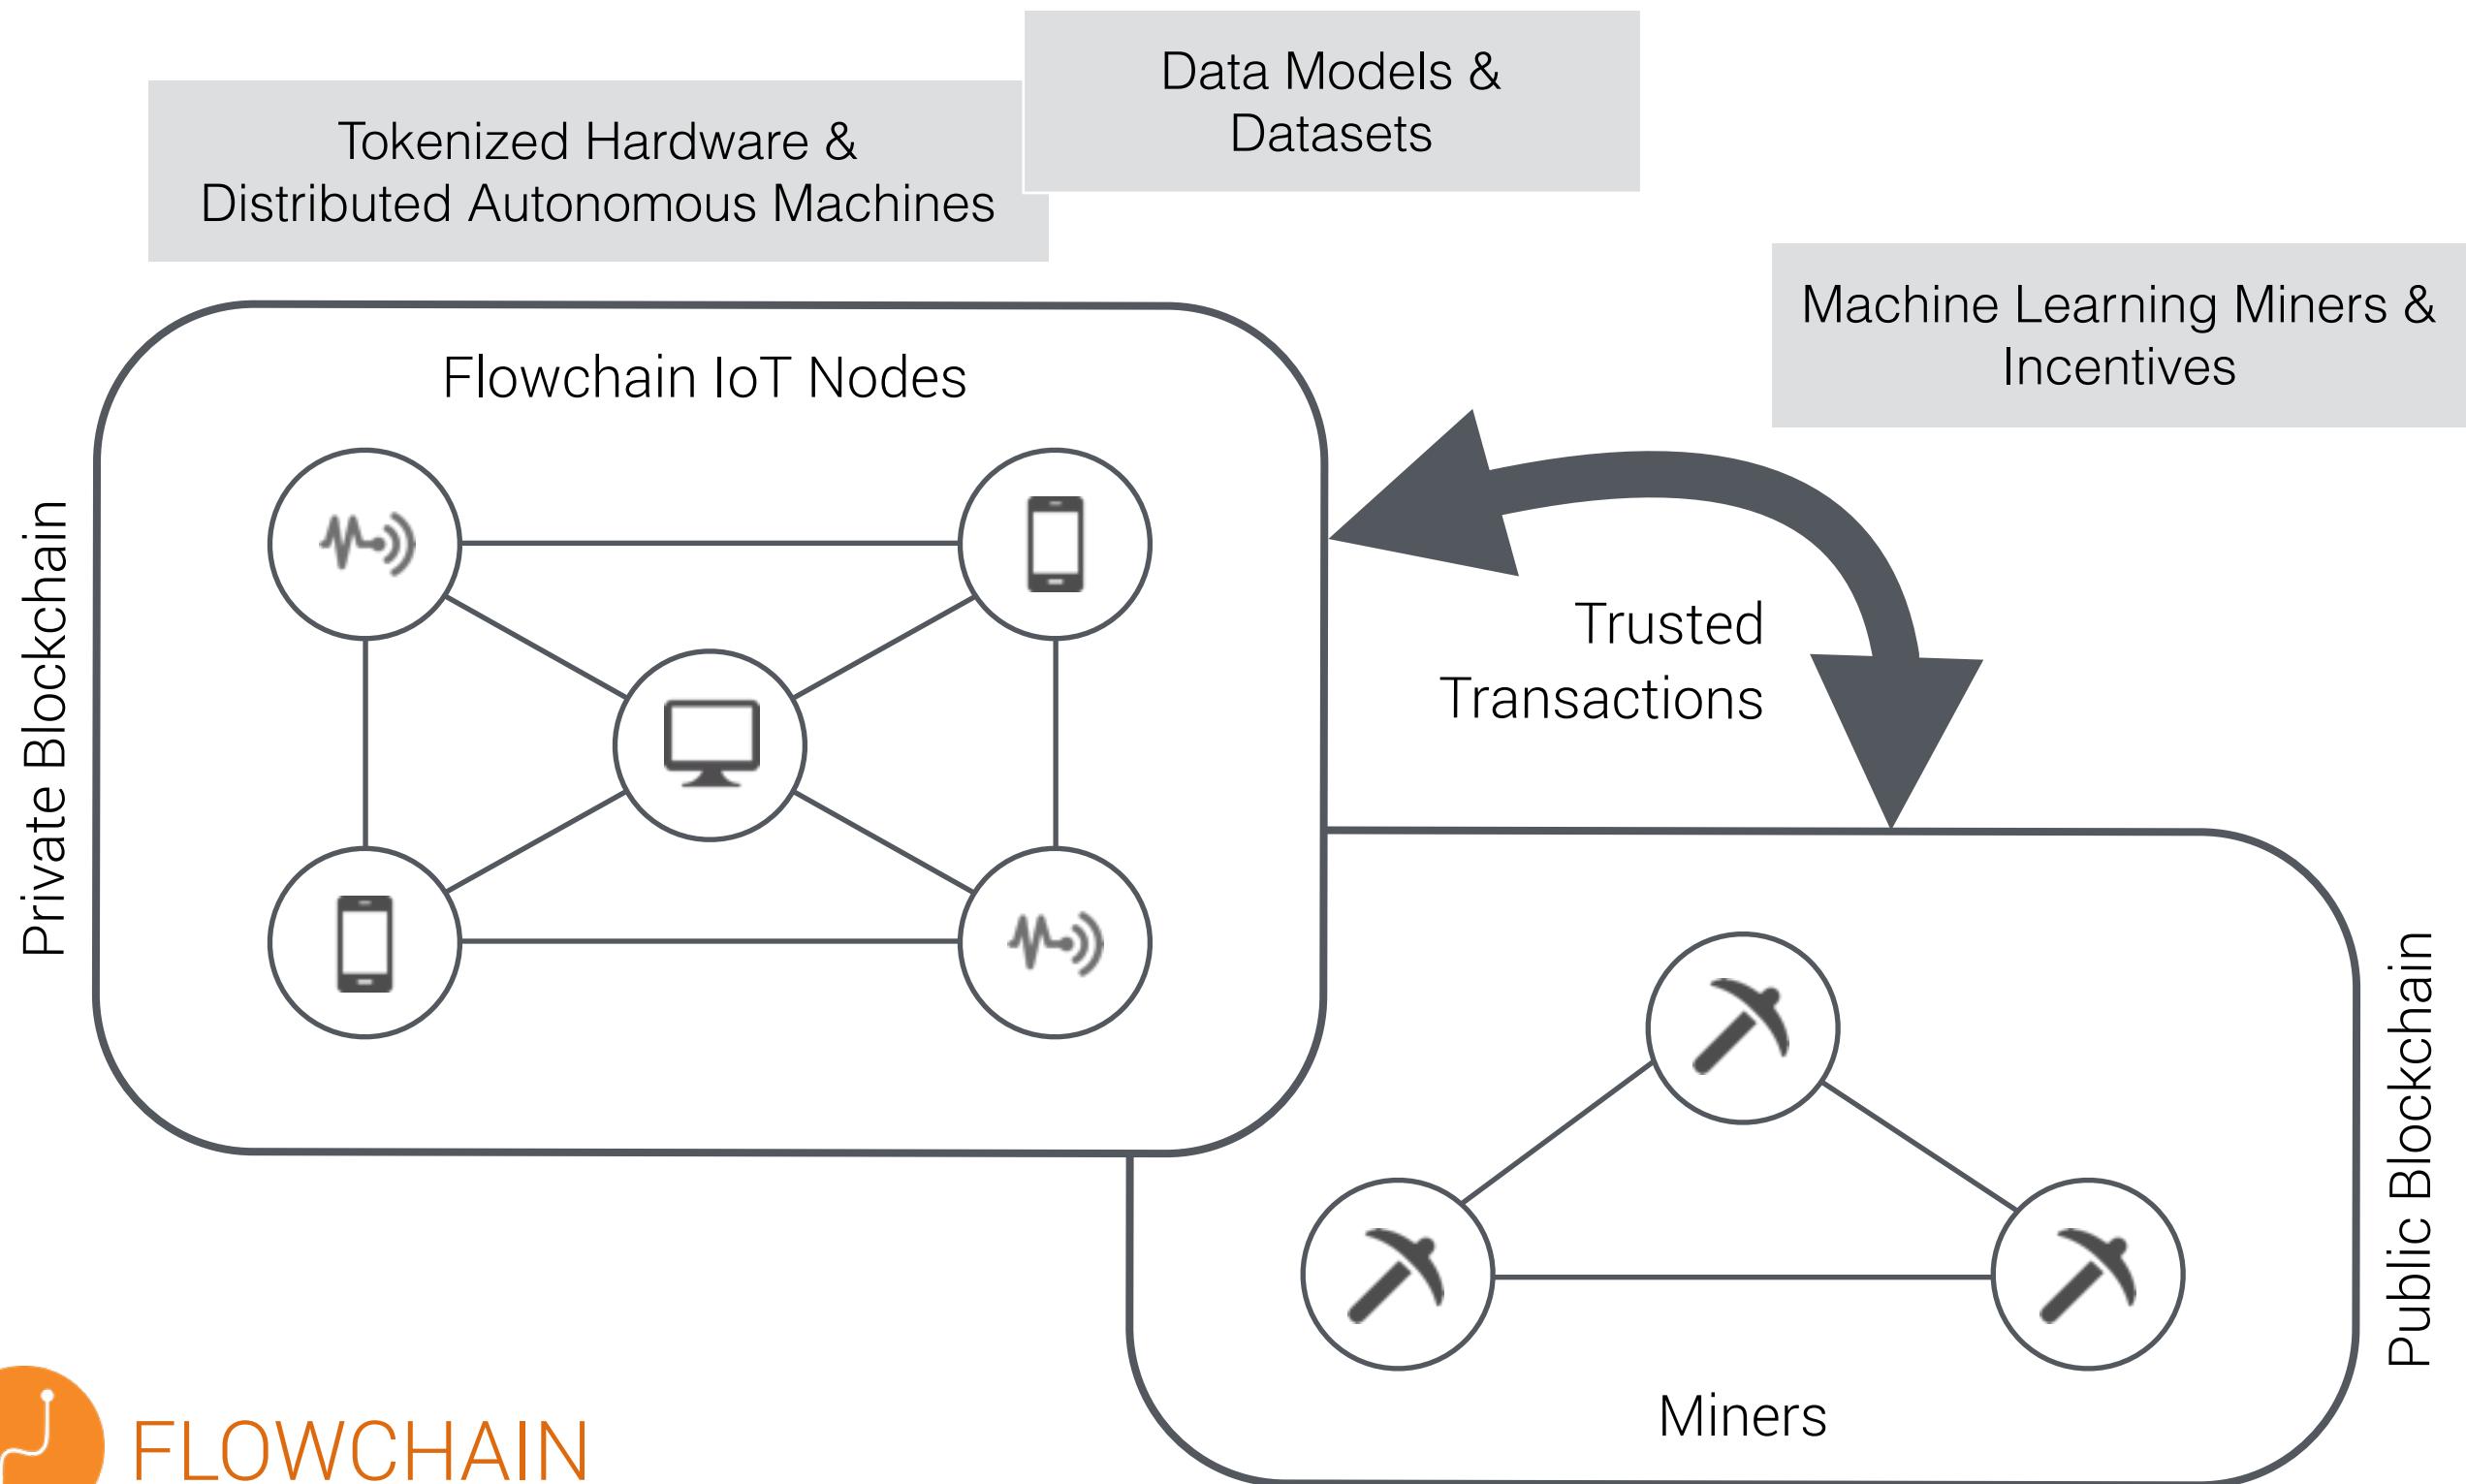 Data Models &
Datasets
Tokenized Hardware &
Distributed Autonomous Machines
Machine Learning Miners &
Incentives
Flowchain IoT Nodes
Private Blockchain
Trusted
Transactions
Public Blockchain
Miners
FLOWCHAIN